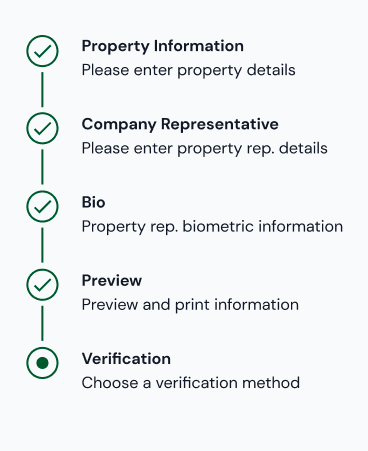 Property Information
Please enter property details
Company Representative
Please enter property rep. details
Bio
Property rep. biometric information
Preview
Preview and print information
Verification
Choose a verification method